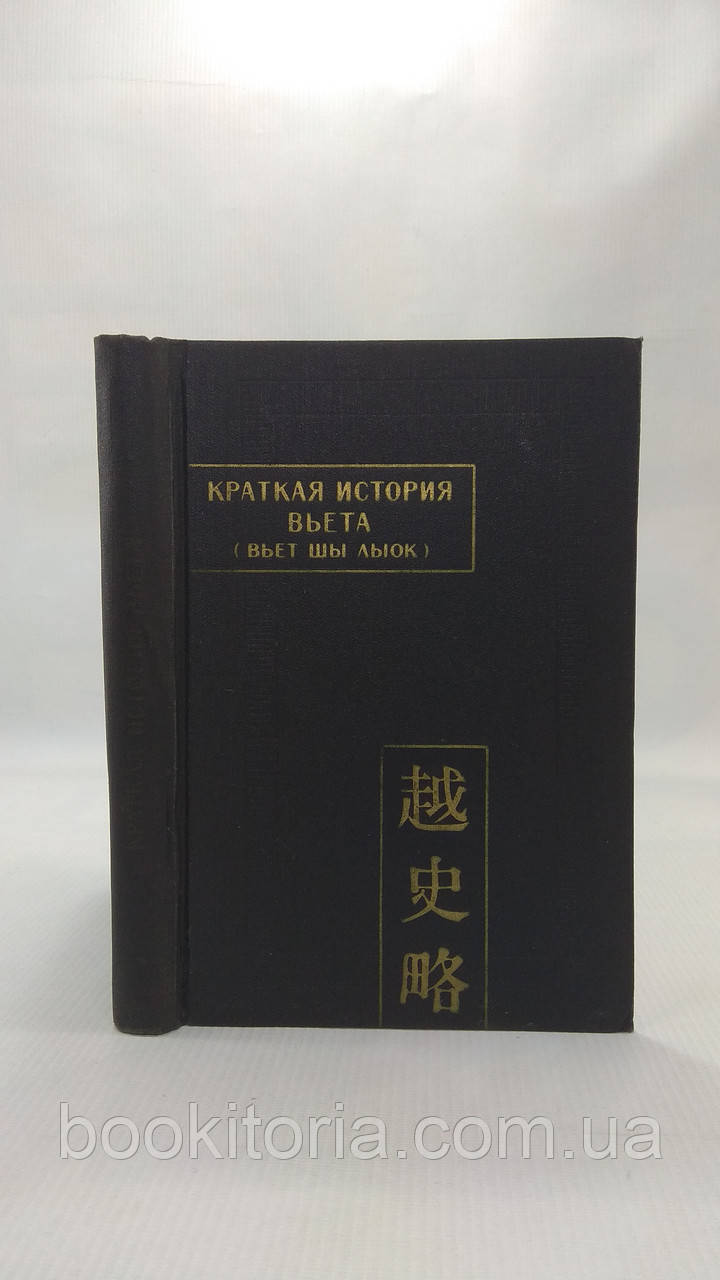 КРАТКАЯ ИСТОРИЯ
ВЬЕТА
( ВЬЕТ ШЫ ЛЫОК )
越史略
bookitoria.com.ua